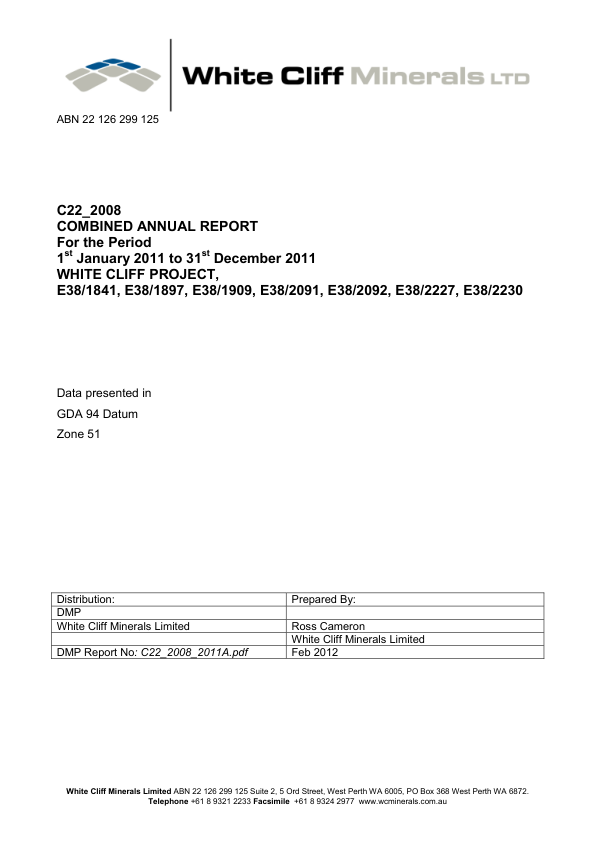 White Cliff Minerals LTD
ABN 22 126 299 125
C22_2008
COMBINED ANNUAL REPORT
For the Period
1st January 2011 to 31st December 2011
WHITE CLIFF PROJECT,
E38/1841, E38/1897, E38/1909, E38/2091, E38/2092, E38/2227, E38/2230
Data presented in
GDA 94 Datum
Zone 51
Distribution: Prepared By:
DMP
White Cliff Minerals Limited Ross Cameron
White Cliff Minerals Limited
DMP Report No: C22_2008_2011A.pdf Feb 2012
White Cliff Minerals Limited ABN 22 126 299 125 Suite 2, 5 Ord Street, West Perth WA 6005, PO Box 368 West Perth WA 6872.
Telephone +61 8 9321 2233 Facsimile +61 8 9324 2977 www.wcminerals.com.au